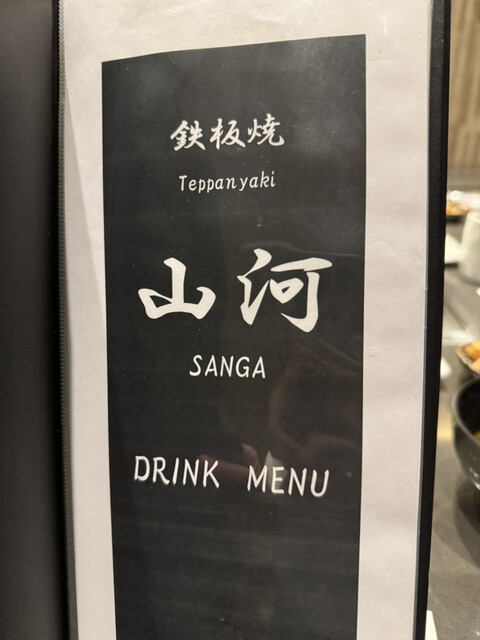 鉄板焼
Teppanyaki
山河
SANGA
DRINK MENU